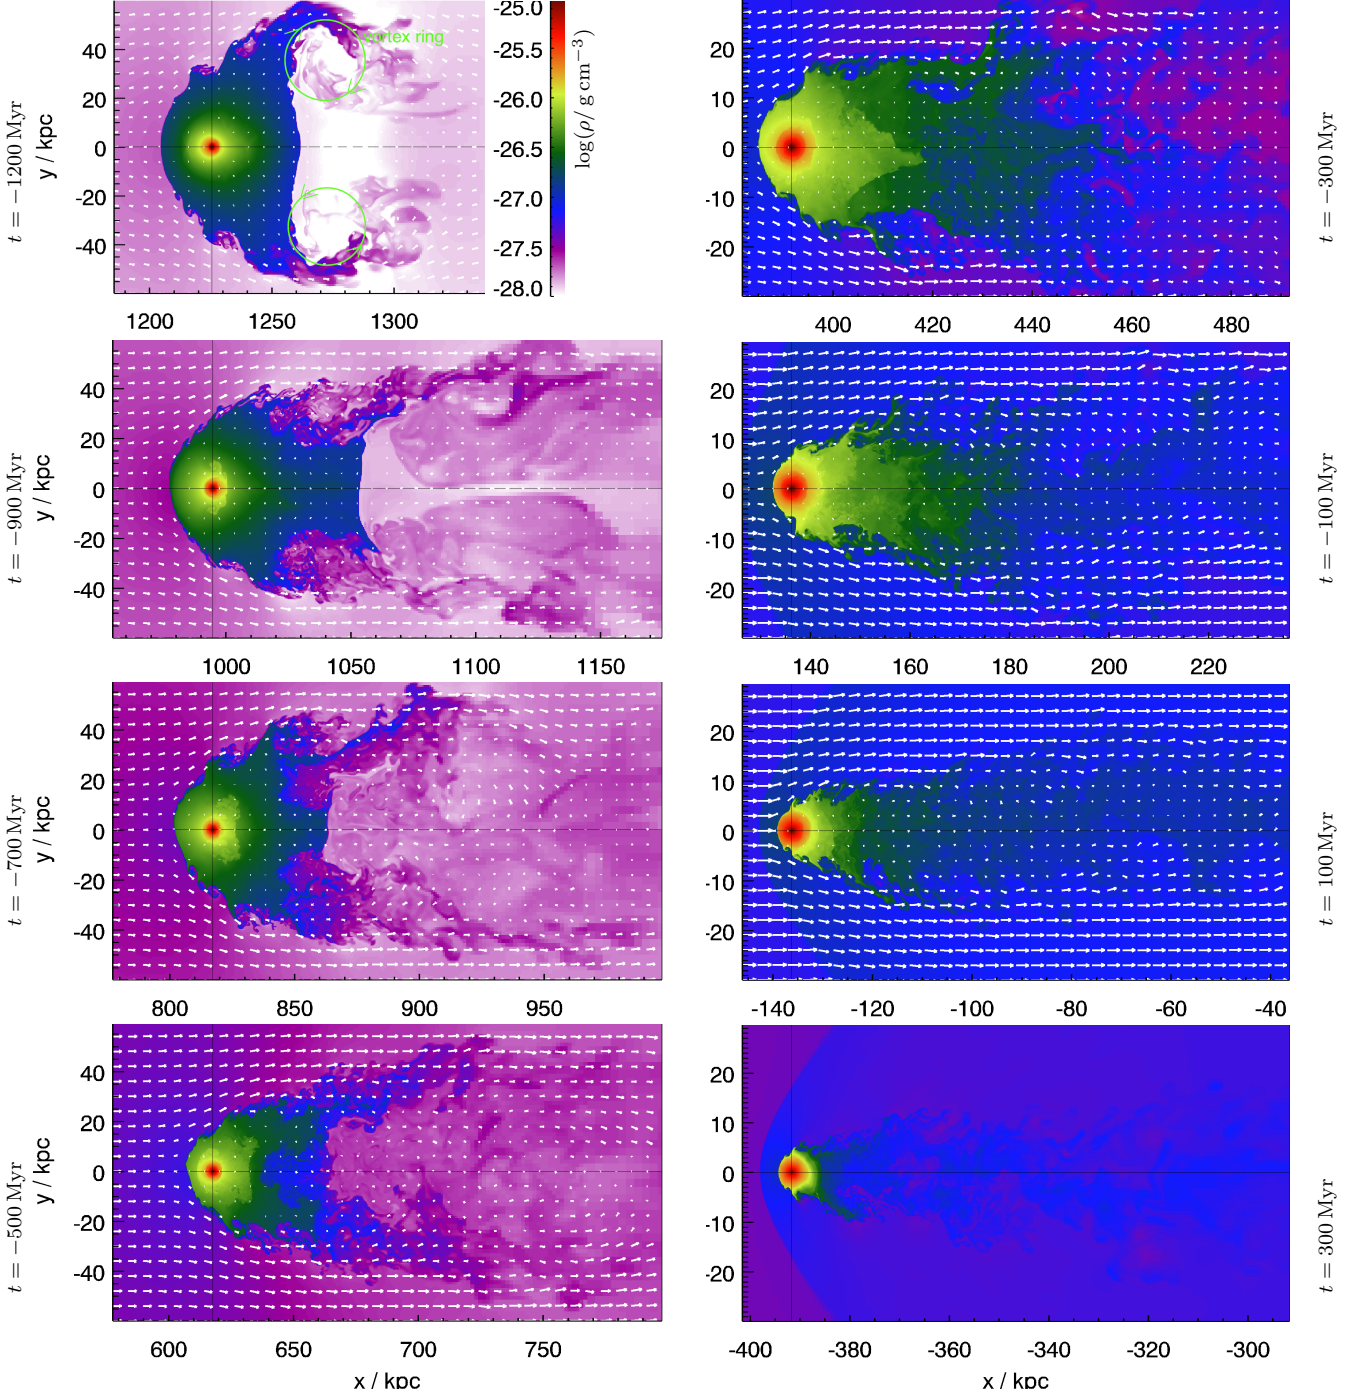 vortex ring
t = −1200 Myr
y / kpc
40
20
0
-20
-40
1200 1250 1300
-25.0
-25.5
-26.0
-26.5
-27.0
-27.5
-28.0
log(ρ/ g cm⁻³)
t = −900 Myr
y / kpc
40
20
0
-20
-40
1000 1050 1100 1150
t = −700 Myr
y / kpc
40
20
0
-20
-40
800 850 900 950
t = −500 Myr
y / kpc
40
20
0
-20
-40
600 650 700 750
x / kpc
20
10
0
-10
-20
400 420 440 460 480
t = −300 Myr
20
10
0
-10
-20
140 160 180 200 220
t = −100 Myr
20
10
0
-10
-20
-140 -120 -100 -80 -60 -40
t = 100 Myr
20
10
0
-10
-20
-400 -380 -360 -340 -320 -300
t = 300 Myr
x / kpc